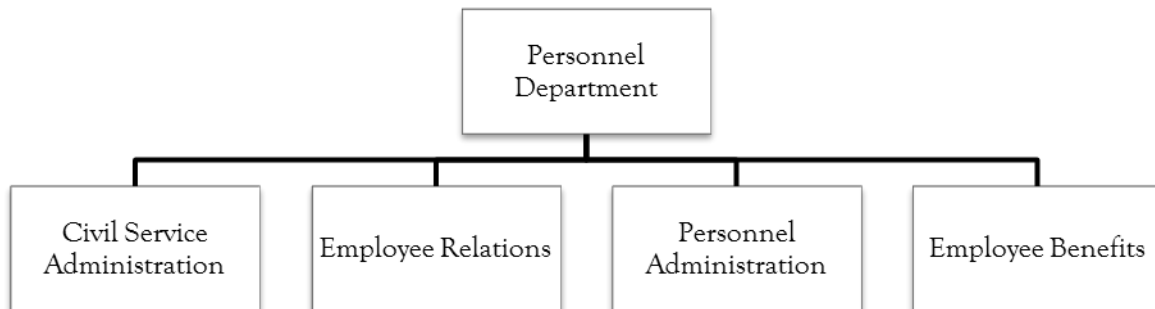 Personnel
Department
Civil Service
Administration
Employee Relations
Personnel
Administration
Employee Benefits